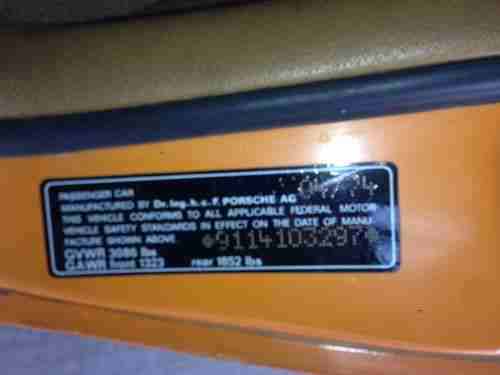 PASSENGER CAR 04/74
MANUFACTURED BY Dr. Ing. h. c. F. PORSCHE AG
THIS VEHICLE CONFORMS TO ALL APPLICABLE FEDERAL MOTOR
VEHICLE SAFETY STANDARDS IN EFFECT ON THE DATE OF MANU-
FACTURE SHOWN ABOVE. *9114103297*
GVWR 3086 lbs
GAWR front 1323 rear 1852 lbs